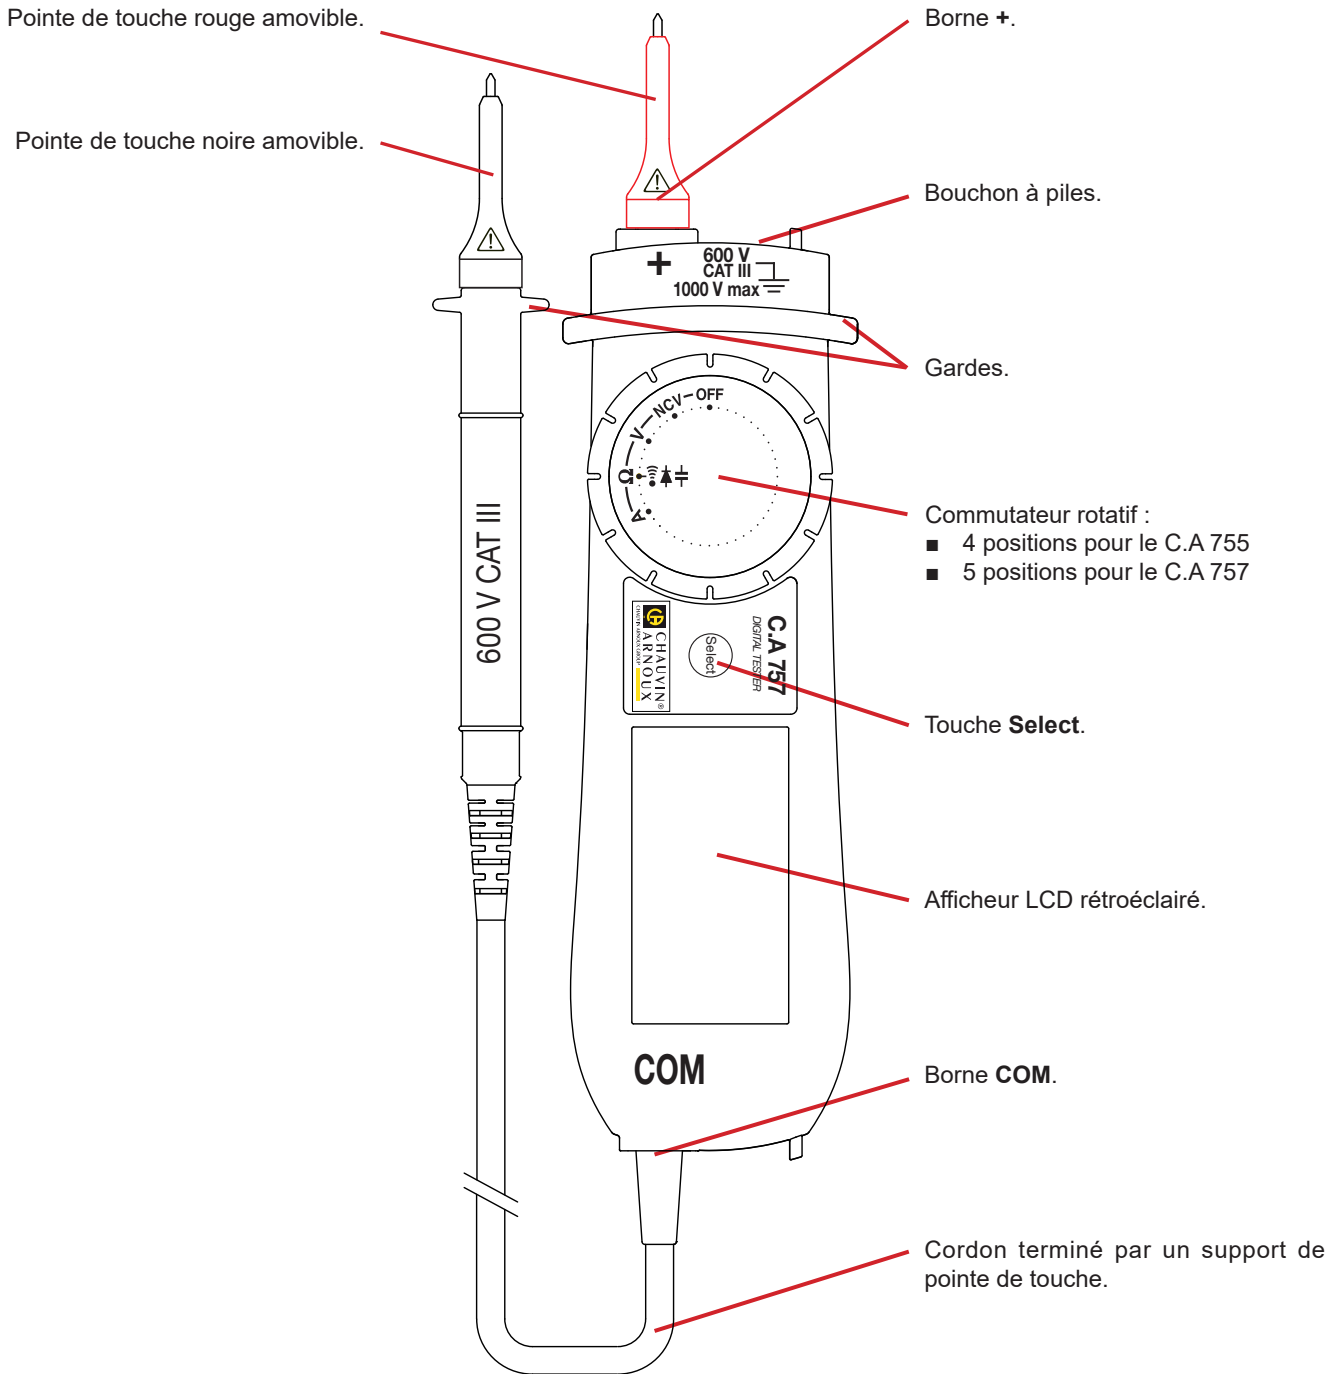 Pointe de touche rouge amovible.
Borne +.
Pointe de touche noire amovible.
Bouchon à piles.
+
600 V
CAT III
1000 V max
Gardes.
OFF
NCV
V
Ω
A
600 V CAT III
Commutateur rotatif :
■ 4 positions pour le C.A 755
■ 5 positions pour le C.A 757
C.A 757
DIGITAL TESTER
Select
CHAUVIN®
ARNOUX
CHAUVIN ARNOUX GROUP
Touche Select.
Afficheur LCD rétroéclairé.
COM
Borne COM.
Cordon terminé par un support de
pointe de touche.